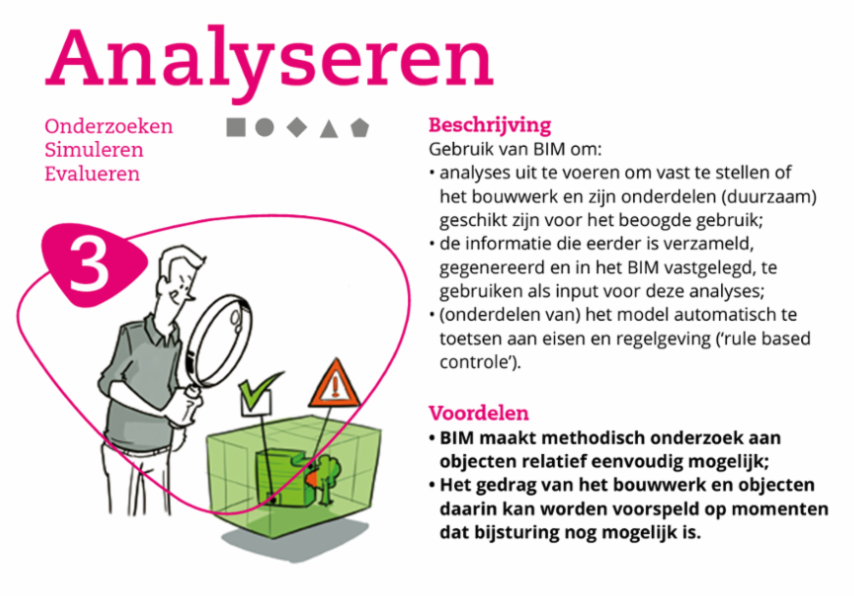 Analyseren
Onderzoeken
Simuleren
Evalueren
3
Beschrijving
Gebruik van BIM om:
• analyses uit te voeren om vast te stellen of
het bouwwerk en zijn onderdelen (duurzaam)
geschikt zijn voor het beoogde gebruik;
• de informatie die eerder is verzameld,
gegenereerd en in het BIM vastgelegd, te
gebruiken als input voor deze analyses;
• (onderdelen van) het model automatisch te
toetsen aan eisen en regelgeving (‘rule based
controle’).
Voordelen
• BIM maakt methodisch onderzoek aan
objecten relatief eenvoudig mogelijk;
• Het gedrag van het bouwwerk en objecten
daarin kan worden voorspeld op momenten
dat bijsturing nog mogelijk is.